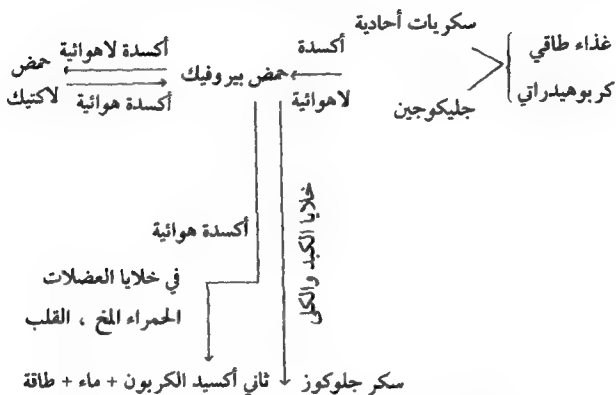 غذاء طاقي
كربوهيدراتي
سكريات أحادية
جليكوجين
أكسدة
لاهوائية
حمض بيروفيك
أكسدة لاهوائية
أكسدة هوائية
حمض
لاكتيك
خلايا الكبد والكلى
أكسدة هوائية
في خلايا العضلات
الحمراء المخ ، القلب
سكر جلوكوز
ثاني أكسيد الكربون + ماء + طاقة